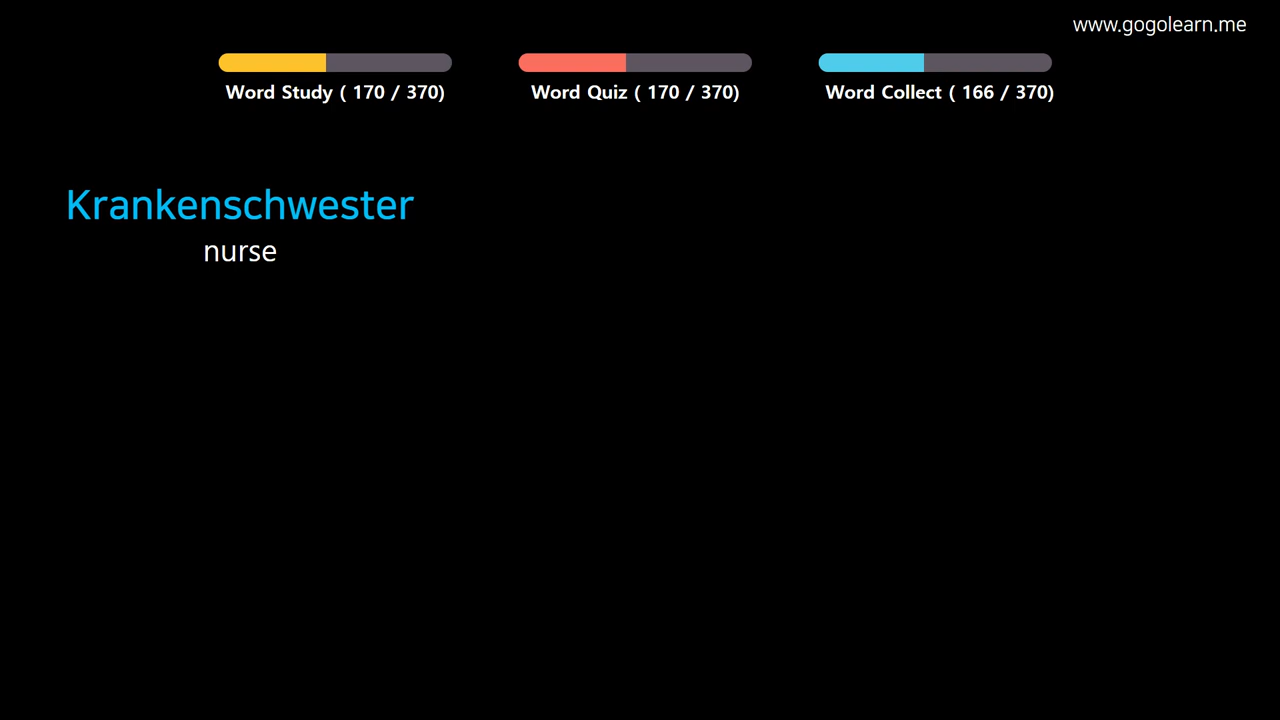 www.gogolearn.me
Word Study ( 170 / 370)
Word Quiz ( 170 / 370)
Word Collect ( 166 / 370)
Krankenschwester
nurse